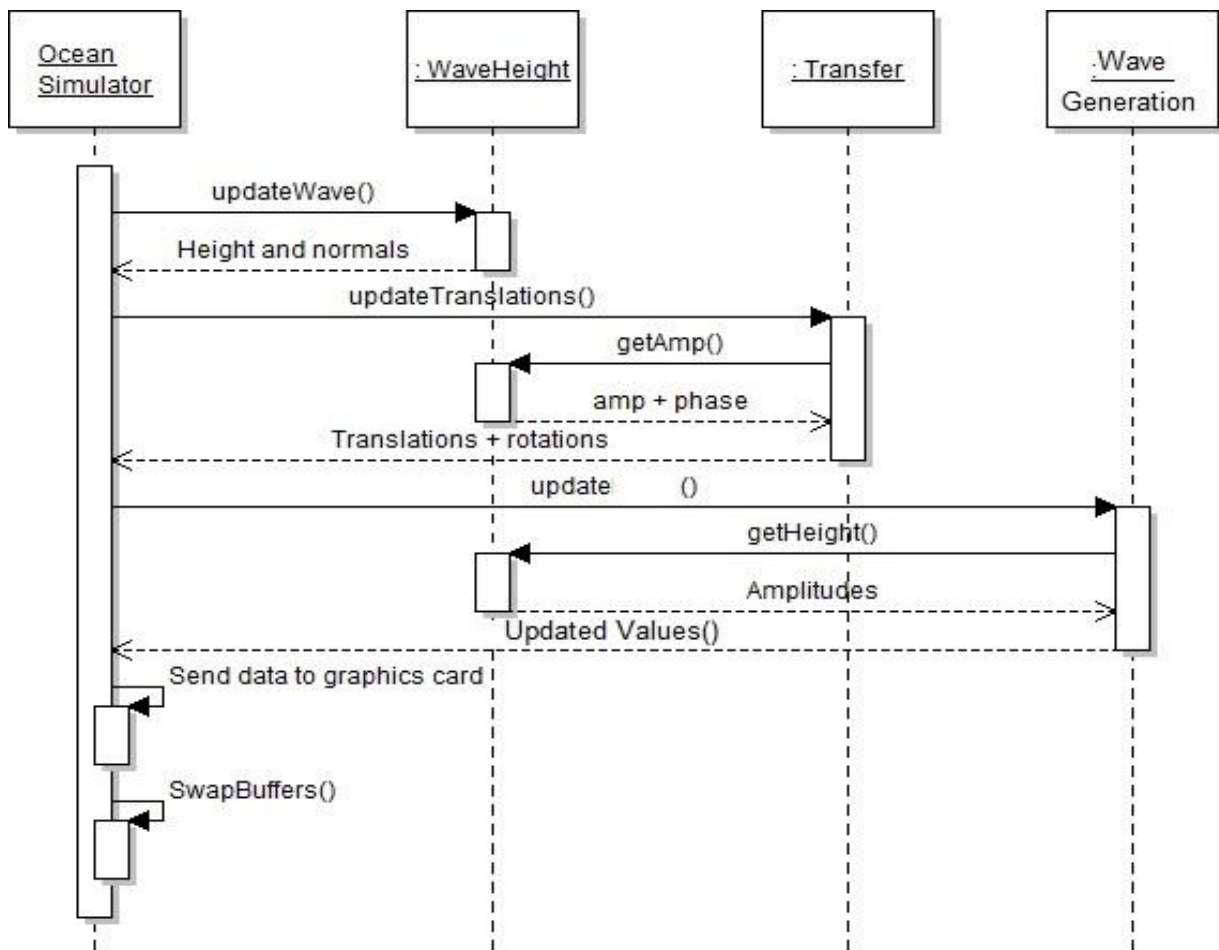 Ocean
Simulator
: WaveHeight
: Transfer
:Wave
Generation
updateWave()
Height and normals
updateTranslations()
getAmp()
amp + phase
Translations + rotations
update ()
getHeight()
Amplitudes
Updated Values()
Send data to graphics card
SwapBuffers()